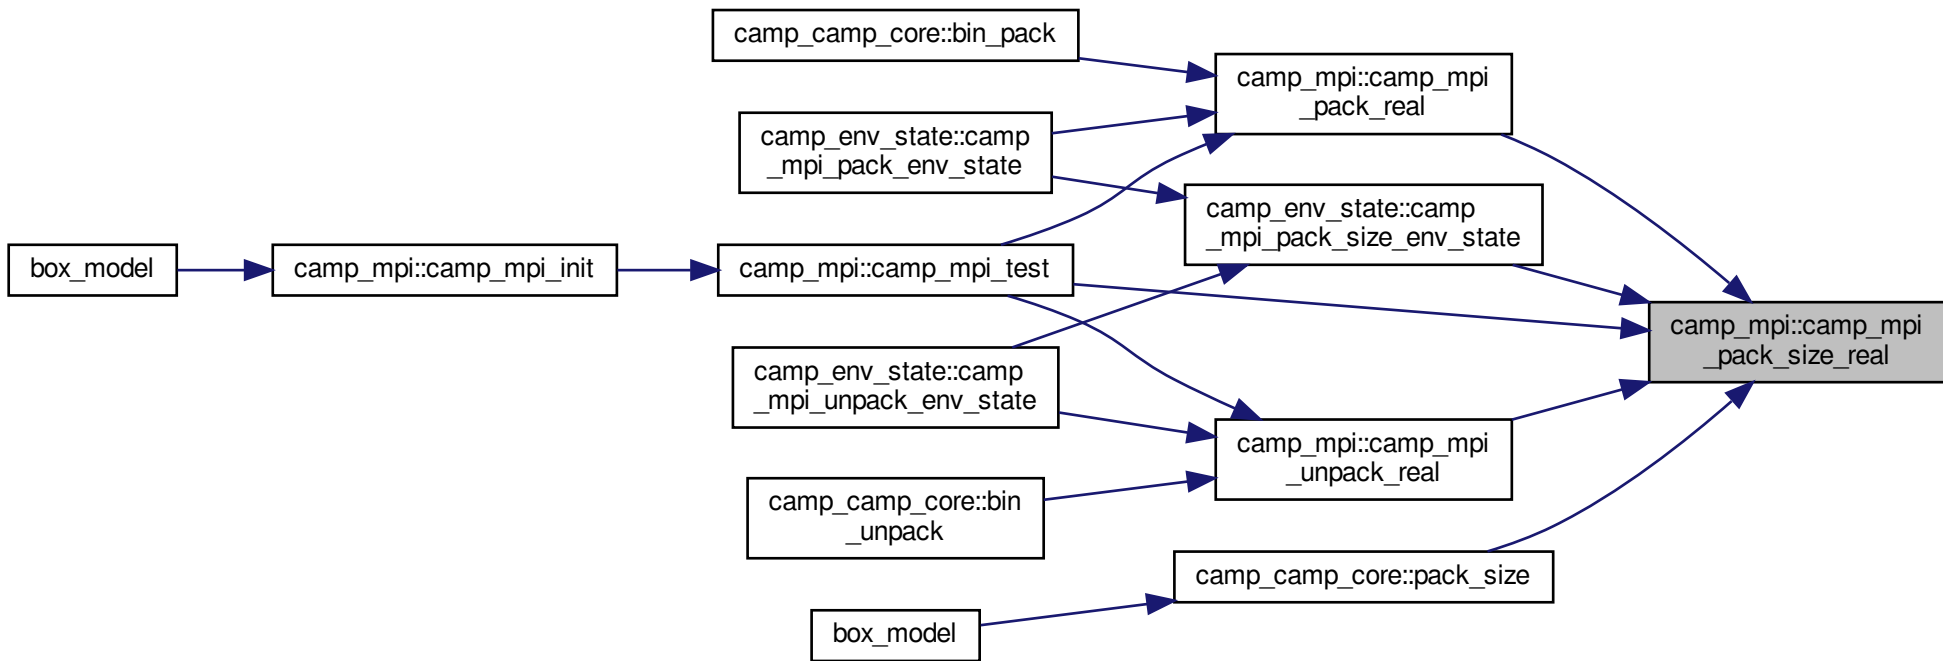 camp_camp_core::bin_pack
camp_mpi::camp_mpi
_pack_real
camp_env_state::camp
_mpi_pack_env_state
camp_env_state::camp
_mpi_pack_size_env_state
box_model
camp_mpi::camp_mpi_init
camp_mpi::camp_mpi_test
camp_mpi::camp_mpi
_pack_size_real
camp_env_state::camp
_mpi_unpack_env_state
camp_mpi::camp_mpi
_unpack_real
camp_camp_core::bin
_unpack
camp_camp_core::pack_size
box_model